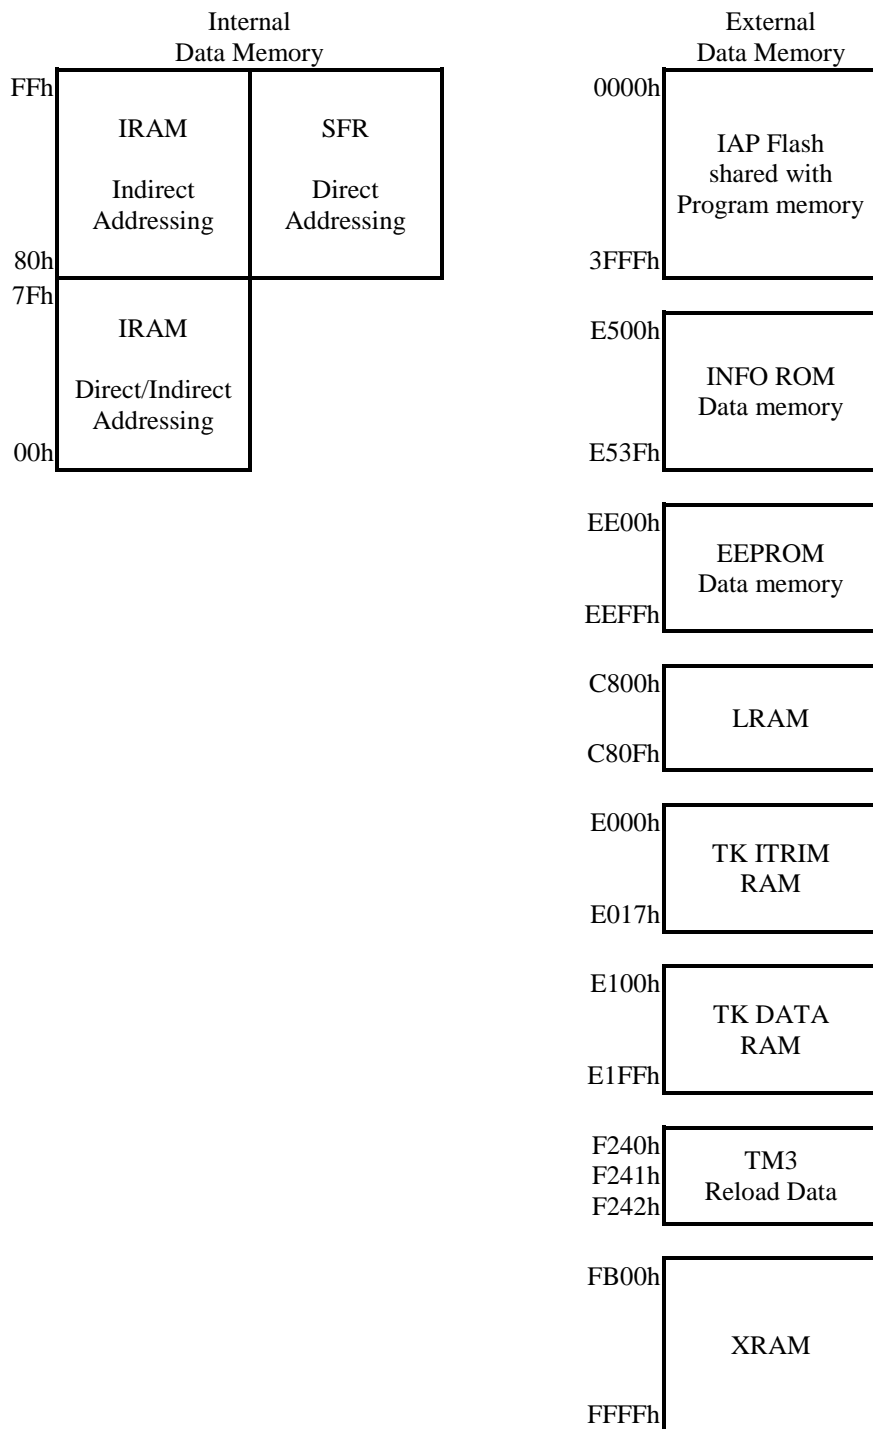 Internal
Data Memory
FFh
IRAM
Indirect
Addressing
80h
SFR
Direct
Addressing
7Fh
IRAM
Direct/Indirect
Addressing
00h
External
Data Memory
0000h
IAP Flash
shared with
Program memory
3FFFh
E500h
INFO ROM
Data memory
E53Fh
EE00h
EEPROM
Data memory
EEFFh
C800h
LRAM
C80Fh
E000h
TK ITRIM
RAM
E017h
E100h
TK DATA
RAM
E1FFh
F240h
F241h
F242h
TM3
Reload Data
FB00h
XRAM
FFFFh